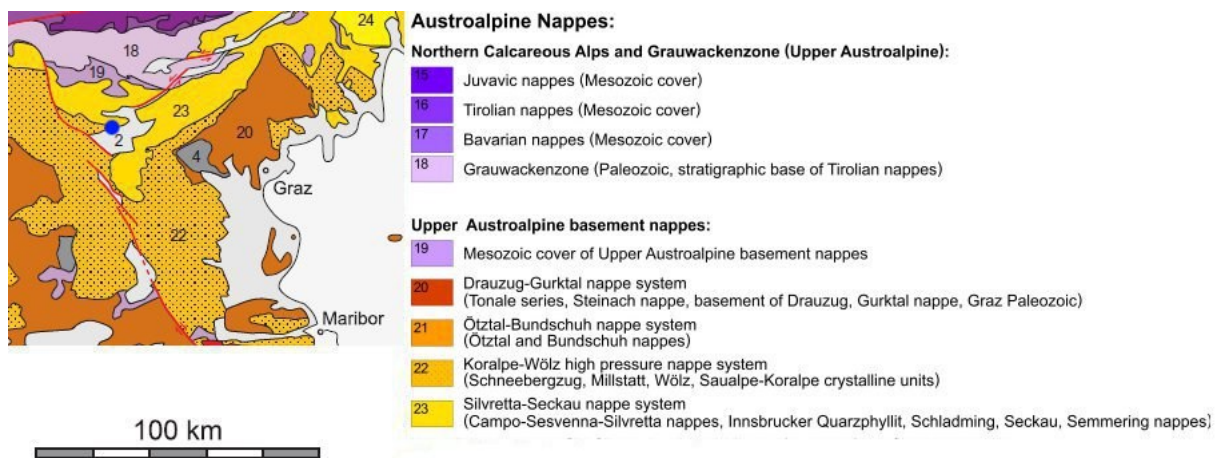 24
18
19
23
2
20
4
Graz
22
Maribor
100 km
Austroalpine Nappes:
Northern Calcareous Alps and Grauwackenzone (Upper Austroalpine):
15 Juvavic nappes (Mesozoic cover)
16 Tirolian nappes (Mesozoic cover)
17 Bavarian nappes (Mesozoic cover)
18 Grauwackenzone (Paleozoic, stratigraphic base of Tirolian nappes)
Upper Austroalpine basement nappes:
19 Mesozoic cover of Upper Austroalpine basement nappes
20 Drauzug-Gurktal nappe system
(Tonale series, Steinach nappe, basement of Drauzug, Gurktal nappe, Graz Paleozoic)
21 Ötztal-Bundschuh nappe system
(Ötztal and Bundschuh nappes)
22 Koralpe-Wölz high pressure nappe system
(Schneebergzug, Millstatt, Wölz, Saualpe-Koralpe crystalline units)
23 Silvretta-Seckau nappe system
(Campo-Sesvenna-Silvretta nappes, Innsbrucker Quarzphyllit, Schladming, Seckau, Semmering nappes)